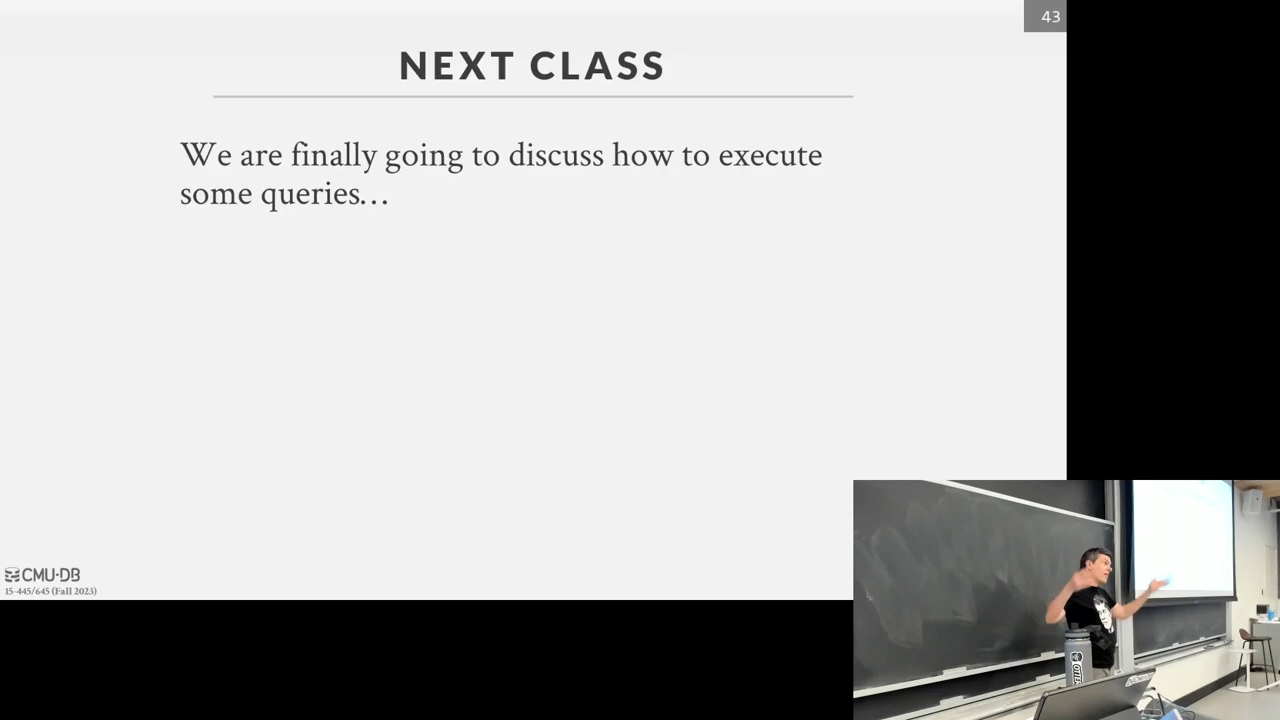 43
NEXT CLASS
We are finally going to discuss how to execute
some queries…
CMU·DB
15-445/645 (Fall 2023)